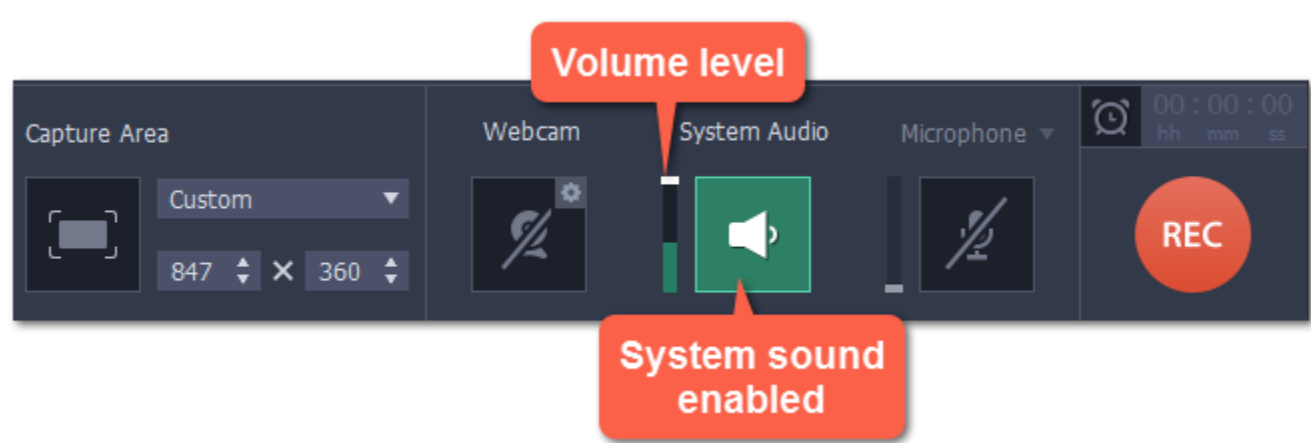 Volume level
Capture Area
Webcam
System Audio
Microphone
00 : 00 : 00
hh mm ss
Custom
847 × 360
REC
System sound
enabled